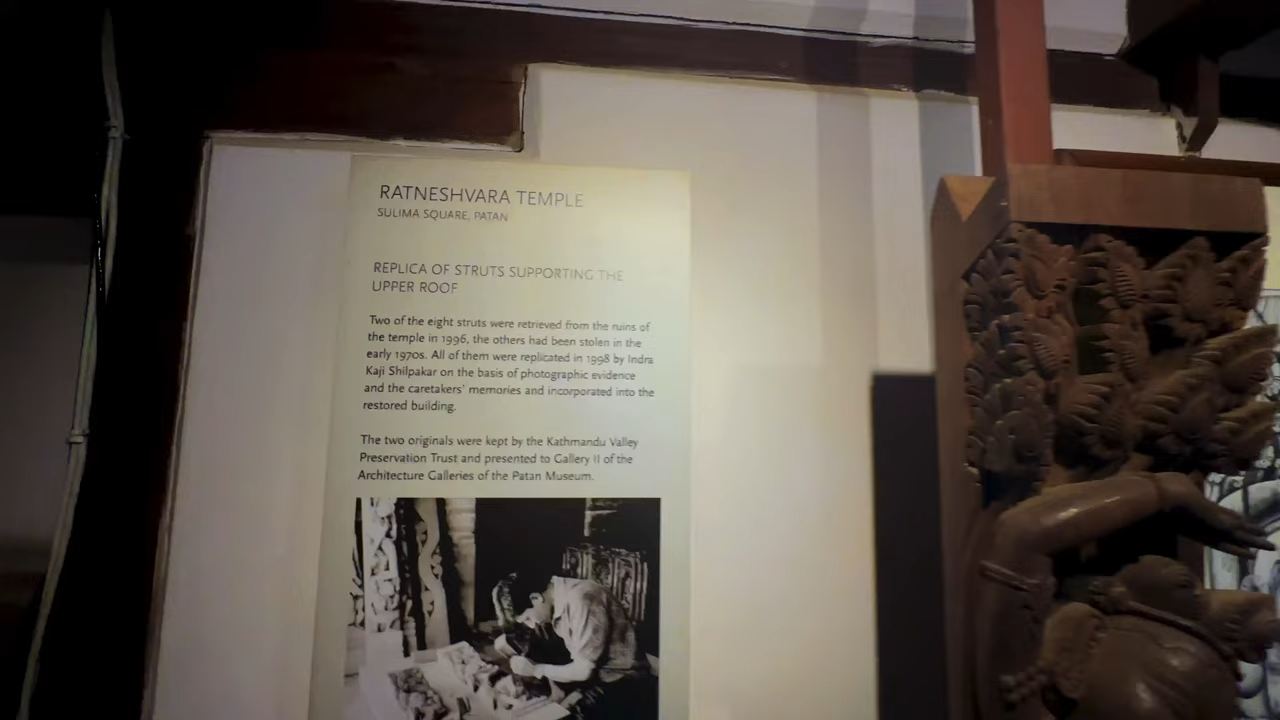 RATNESHVARA TEMPLE
SULIMA SQUARE, PATAN
REPLICA OF STRUTS SUPPORTING THE
UPPER ROOF
Two of the eight struts were retrieved from the ruins of
the temple in 1996, the others had been stolen in the
early 1970s. All of them were replicated in 1998 by Indra
Kaji Shilpakar on the basis of photographic evidence
and the caretakers' memories and incorporated into the
restored building.
The two originals were kept by the Kathmandu Valley
Preservation Trust and presented to Gallery II of the
Architecture Galleries of the Patan Museum.